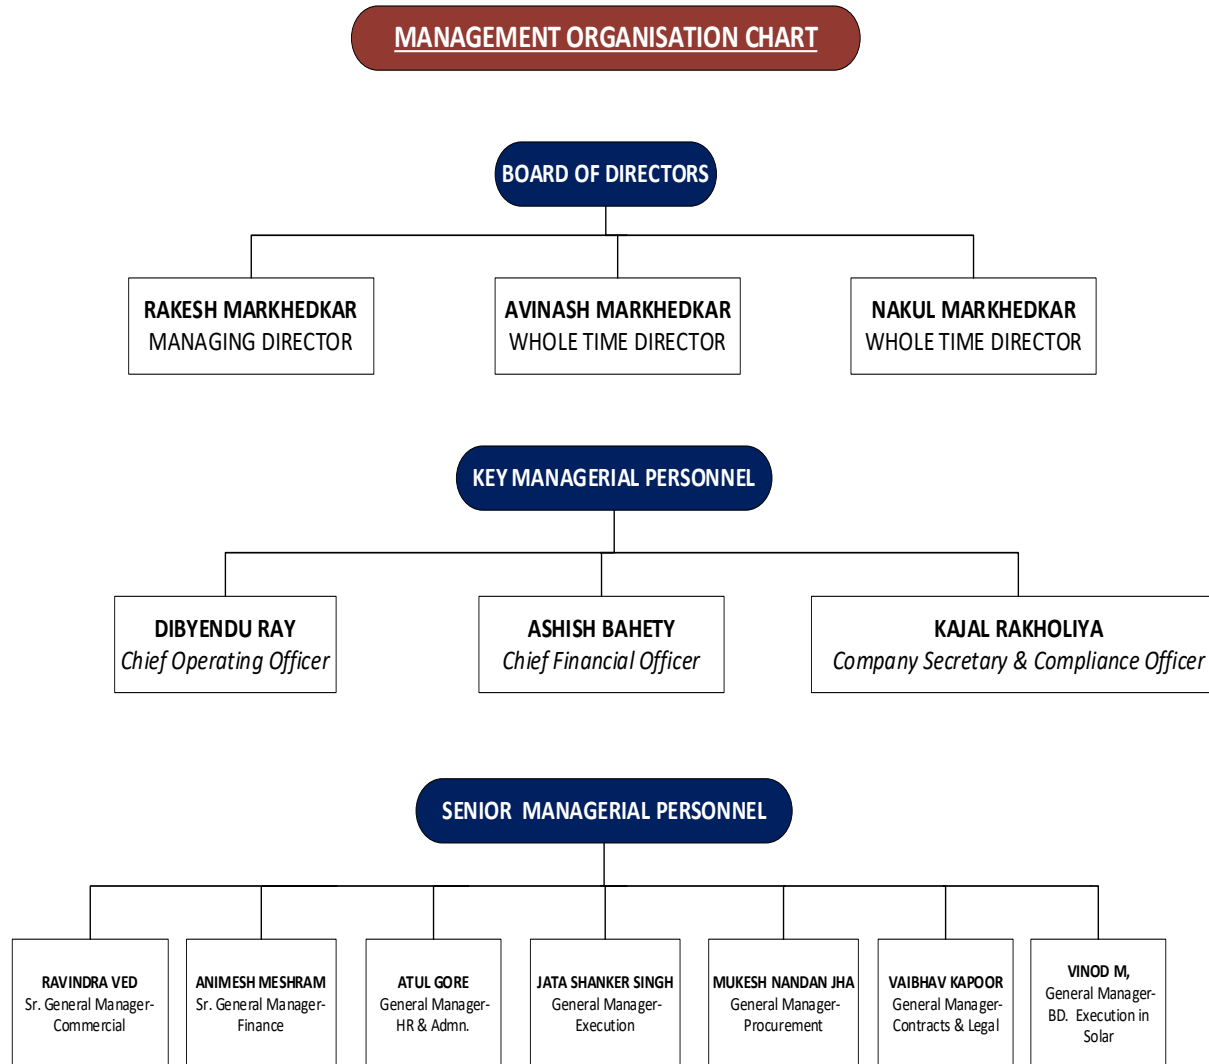 MANAGEMENT ORGANISATION CHART
BOARD OF DIRECTORS
RAKESH MARKHEDKAR
MANAGING DIRECTOR
AVINASH MARKHEDKAR
WHOLE TIME DIRECTOR
NAKUL MARKHEDKAR
WHOLE TIME DIRECTOR
KEY MANAGERIAL PERSONNEL
DIBYENDU RAY
Chief Operating Officer
ASHISH BAHETY
Chief Financial Officer
KAJAL RAKHOLIYA
Company Secretary & Compliance Officer
SENIOR MANAGERIAL PERSONNEL
RAVINDRA VED
Sr. General Manager-
Commercial
ANIMESH MESHRAM
Sr. General Manager-
Finance
ATUL GORE
General Manager-
HR & Admn.
JATA SHANKER SINGH
General Manager-
Execution
MUKESH NANDAN JHA
General Manager-
Procurement
VAIBHAV KAPOOR
General Manager-
Contracts & Legal
VINOD M,
General Manager-
BD. Execution in
Solar